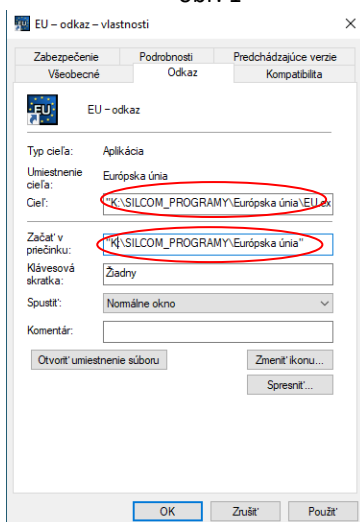 EU – odkaz – vlastnosti
Zabezpečenie Podrobnosti Predchádzajúce verzie
Všeobecné Odkaz Kompatibilita
EU
EU – odkaz
Typ cieľa: Aplikácia
Umiestnenie cieľa: Európska únia
Cieľ: "K:\SILCOM_PROGRAMY\Európska únia\EU.ex
Začať v priečinku: "K:\SILCOM_PROGRAMY\Európska únia"
Klávesová skratka: Žiadny
Spustiť: Normálne okno
Komentár:
Otvoriť umiestnenie súboru Zmeniť ikonu...
Spresniť...
OK Zrušiť Použiť